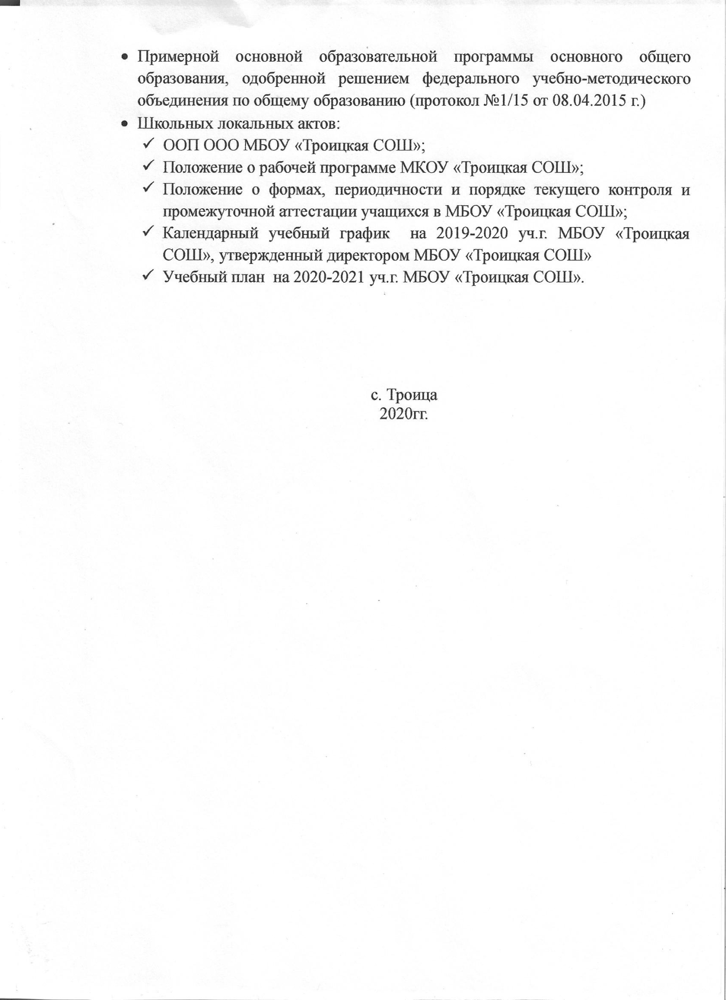 • Примерной основной образовательной программы основного общего
образования, одобренной решением федерального учебно-методического
объединения по общему образованию (протокол №1/15 от 08.04.2015 г.)
• Школьных локальных актов:
✓ ООП ООО МБОУ «Троицкая СОШ»;
✓ Положение о рабочей программе МКОУ «Троицкая СОШ»;
✓ Положение о формах, периодичности и порядке текущего контроля и
промежуточной аттестации учащихся в МБОУ «Троицкая СОШ»;
✓ Календарный учебный график на 2019-2020 уч.г. МБОУ «Троицкая
СОШ», утвержденный директором МБОУ «Троицкая СОШ»
✓ Учебный план на 2020-2021 уч.г. МБОУ «Троицкая СОШ».
с. Троица
2020гг.